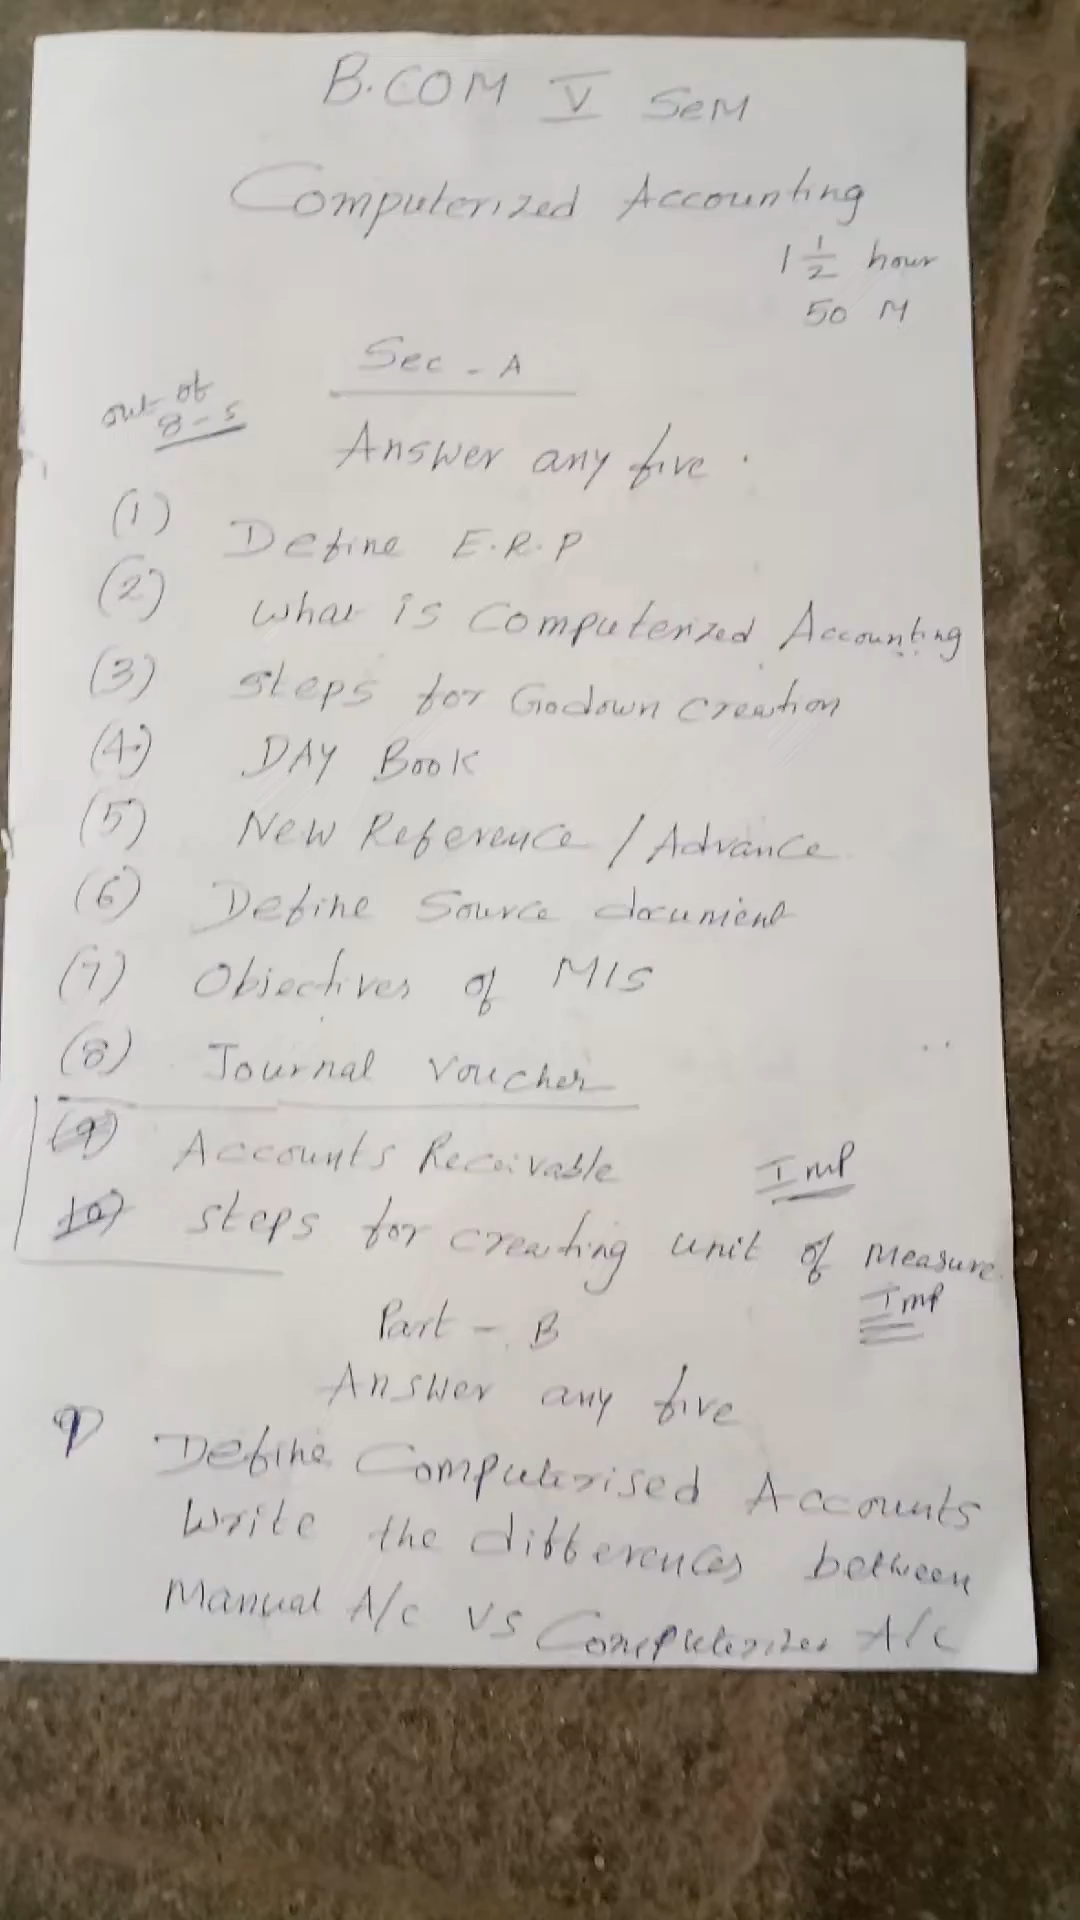 B.COM V SeM
Computerized Accounting
1 1/2 hour
50 M
Sec - A
out of
8 - 5
Answer any five.
(1) Define E.R.P
(2) what is Computerized Accounting
(3) steps for Godown creation
(4) DAY Book
(5) New Reference / Advance
(6) Define Source document
(7) Objectives of MIS
(8) Journal Voucher
(9) Accounts Receivable Imp
10) steps for creating unit of Measure.
Imp
Part - B
Answer any five
9 Define Computerised Accounts
Write the differences between
Manual A/c VS Computerizes A/c